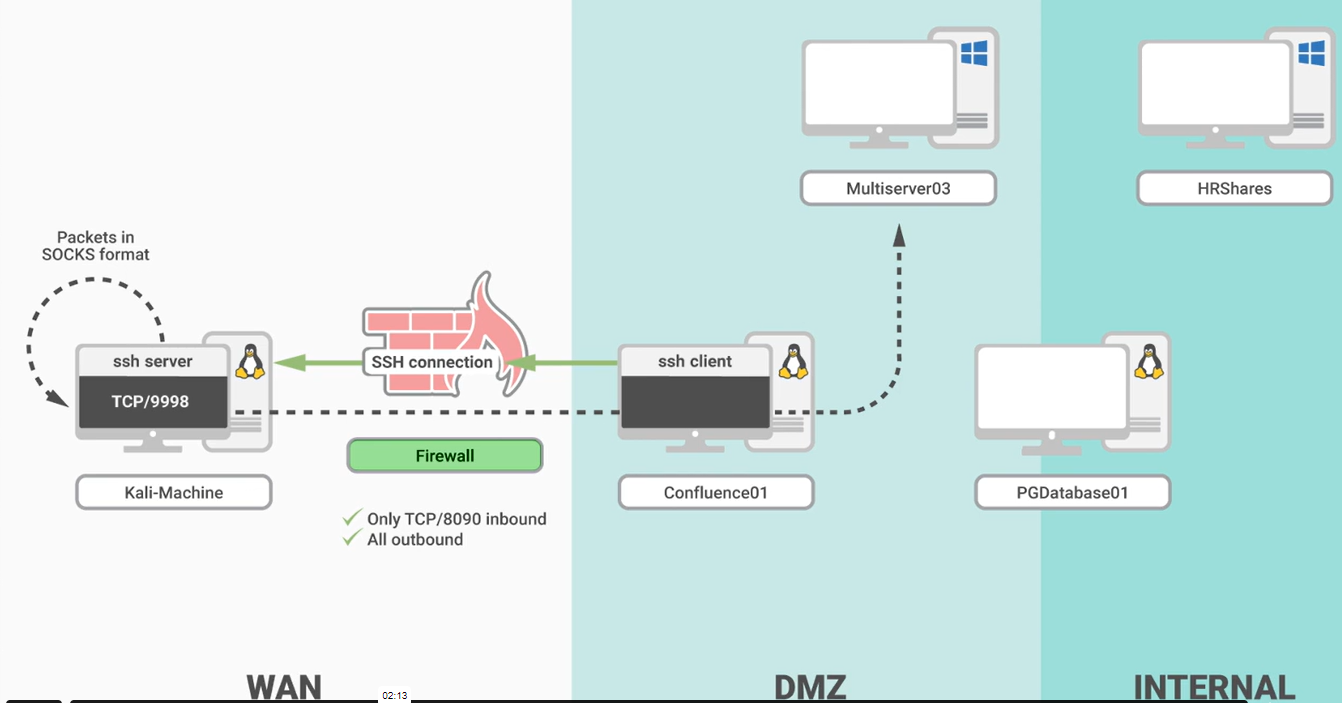 Multiserver03
HRShares
Packets in
SOCKS format
ssh server
TCP/9998
SSH connection
ssh client
Firewall
Kali-Machine
Confluence01
PGDatabase01
Only TCP/8090 inbound
All outbound
WAN
DMZ
INTERNAL
02:13